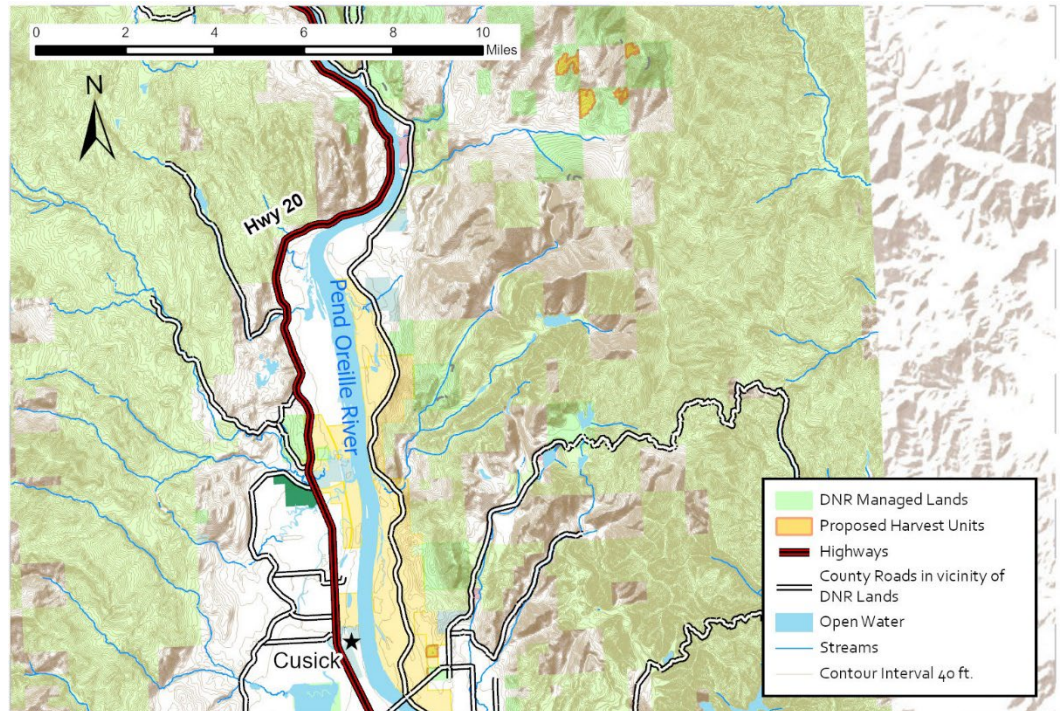 0 2 4 6 8 10
Miles
N
Hwy 20
Pend Oreille River
Cusick
DNR Managed Lands
Proposed Harvest Units
Highways
County Roads in vicinity of
DNR Lands
Open Water
Streams
Contour Interval 40 ft.